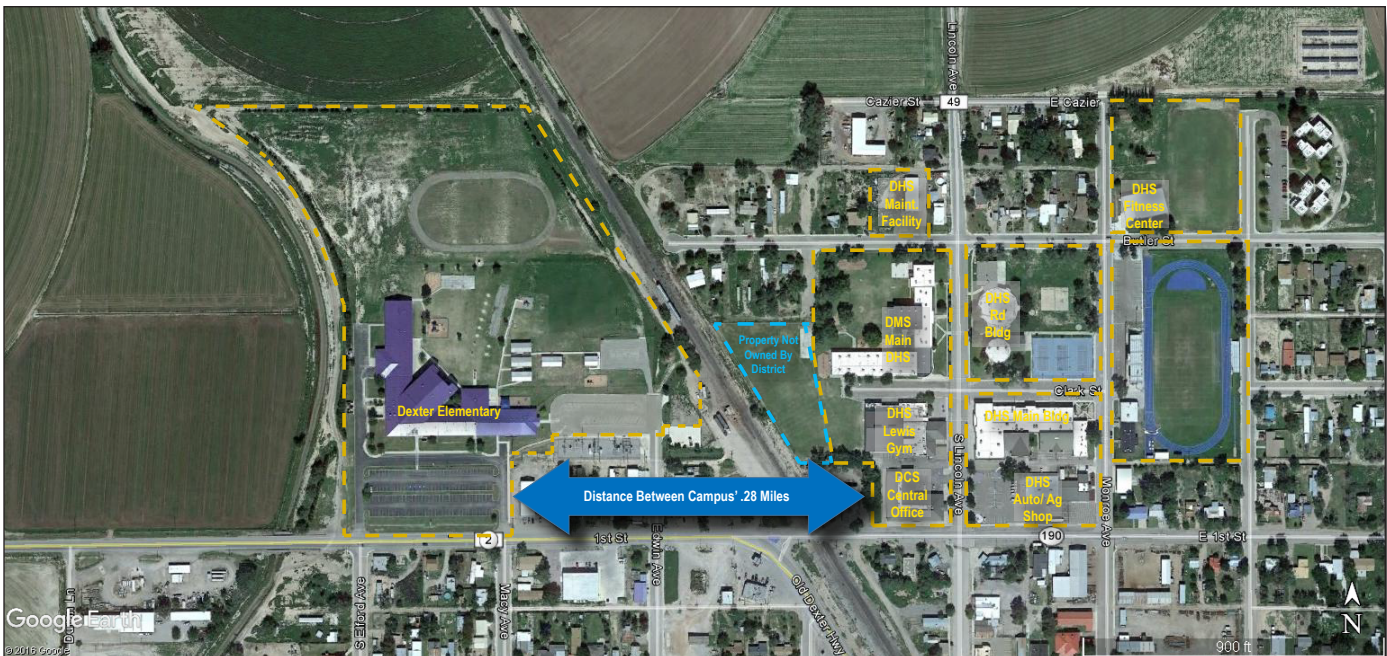 Lincoln Ave
Cazier St
49
E Cazier
DHS
Maint.
Facility
DHS
Fitness
Center
Butler St
DMS
Main
DHS
DHS
Rd
Bldg
Property Not
Owned By
District
Clark St
Dexter Elementary
DHS
Lewis
Gym
DHS Main Bldg
S Lincoln Ave
DCS
Central
Office
DHS
Auto/ Ag
Shop
Monroe Ave
Distance Between Campus' .28 Miles
2
1st St
190
E 1st St
S Elford Ave
Macy Ave
Edwin Ave
Old Dexter Hwy
Google Earth
© 2016 Google
N
900 ft